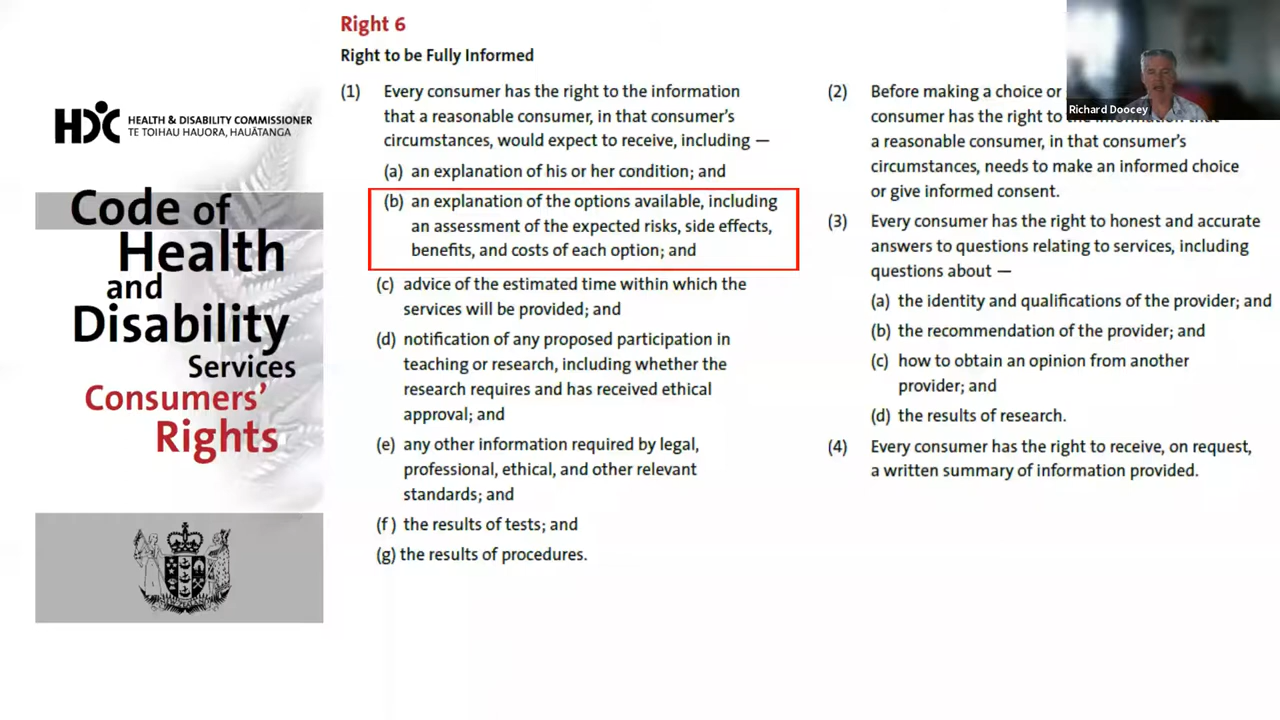 HDC HEALTH & DISABILITY COMMISSIONER
TE TOIHAU HAUORA, HAUĀTANGA
Code of
Health
and
Disability
Services
Consumers'
Rights
Right 6
Right to be Fully Informed
(1) Every consumer has the right to the information
that a reasonable consumer, in that consumer's
circumstances, would expect to receive, including —
(a) an explanation of his or her condition; and
(b) an explanation of the options available, including
an assessment of the expected risks, side effects,
benefits, and costs of each option; and
(c) advice of the estimated time within which the
services will be provided; and
(d) notification of any proposed participation in
teaching or research, including whether the
research requires and has received ethical
approval; and
(e) any other information required by legal,
professional, ethical, and other relevant
standards; and
(f) the results of tests; and
(g) the results of procedures.
(2) Before making a choice or
consumer has the right to
a reasonable consumer, in that consumer's
circumstances, needs to make an informed choice
or give informed consent.
(3) Every consumer has the right to honest and accurate
answers to questions relating to services, including
questions about —
(a) the identity and qualifications of the provider; and
(b) the recommendation of the provider; and
(c) how to obtain an opinion from another
provider; and
(d) the results of research.
(4) Every consumer has the right to receive, on request,
a written summary of information provided.
Richard Doocey